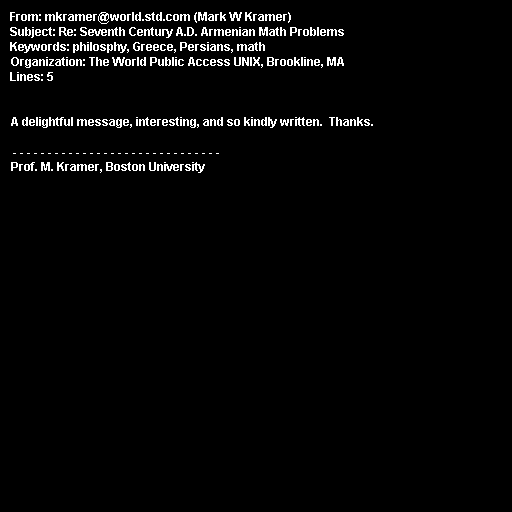 From: mkramer@world.std.com (Mark W Kramer)
Subject: Re: Seventh Century A.D. Armenian Math Problems
Keywords: philosphy, Greece, Persians, math
Organization: The World Public Access UNIX, Brookline, MA
Lines: 5
A delightful message, interesting, and so kindly written.  Thanks.
- - - - - - - - - - - - - - - - - - - - - - - - - - - - - -
Prof. M. Kramer, Boston University